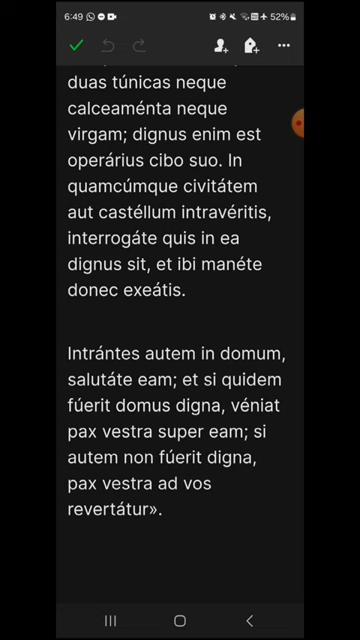 6:49
52%
duas túnicas neque
calceaménta neque
virgam; dignus enim est
operárius cibo suo. In
quamcúmque civitátem
aut castéllum intravéritis,
interrogáte quis in ea
dignus sit, et ibi manéte
donec exeátis.
Intrántes autem in domum,
salutáte eam; et si quidem
fúerit domus digna, véniat
pax vestra super eam; si
autem non fúerit digna,
pax vestra ad vos
revertátur».